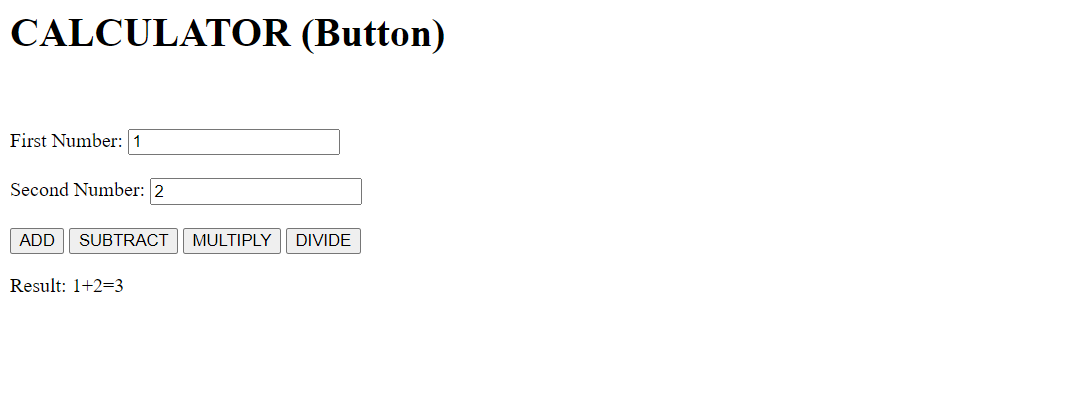 CALCULATOR (Button)
First Number: 1
Second Number: 2
ADD SUBTRACT MULTIPLY DIVIDE
Result: 1+2=3